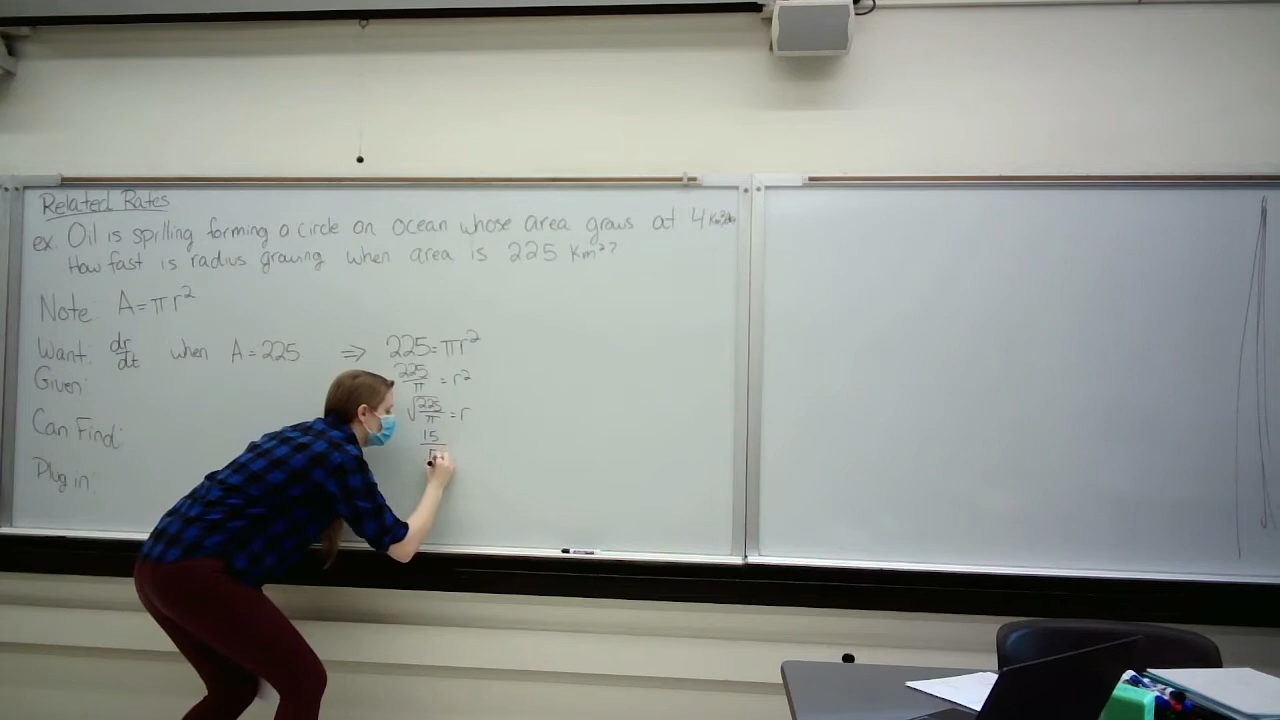 Related Rates
ex. Oil is spilling forming a circle on ocean whose area grows at 4
How fast is radius growing when area is 225 Km²?
Note: A=πr²
Want: dr/dt when A=225 ⇒ 225=πr²
Given: 225/π = r²
√225/π = r
Can Find:
15
Plug in: